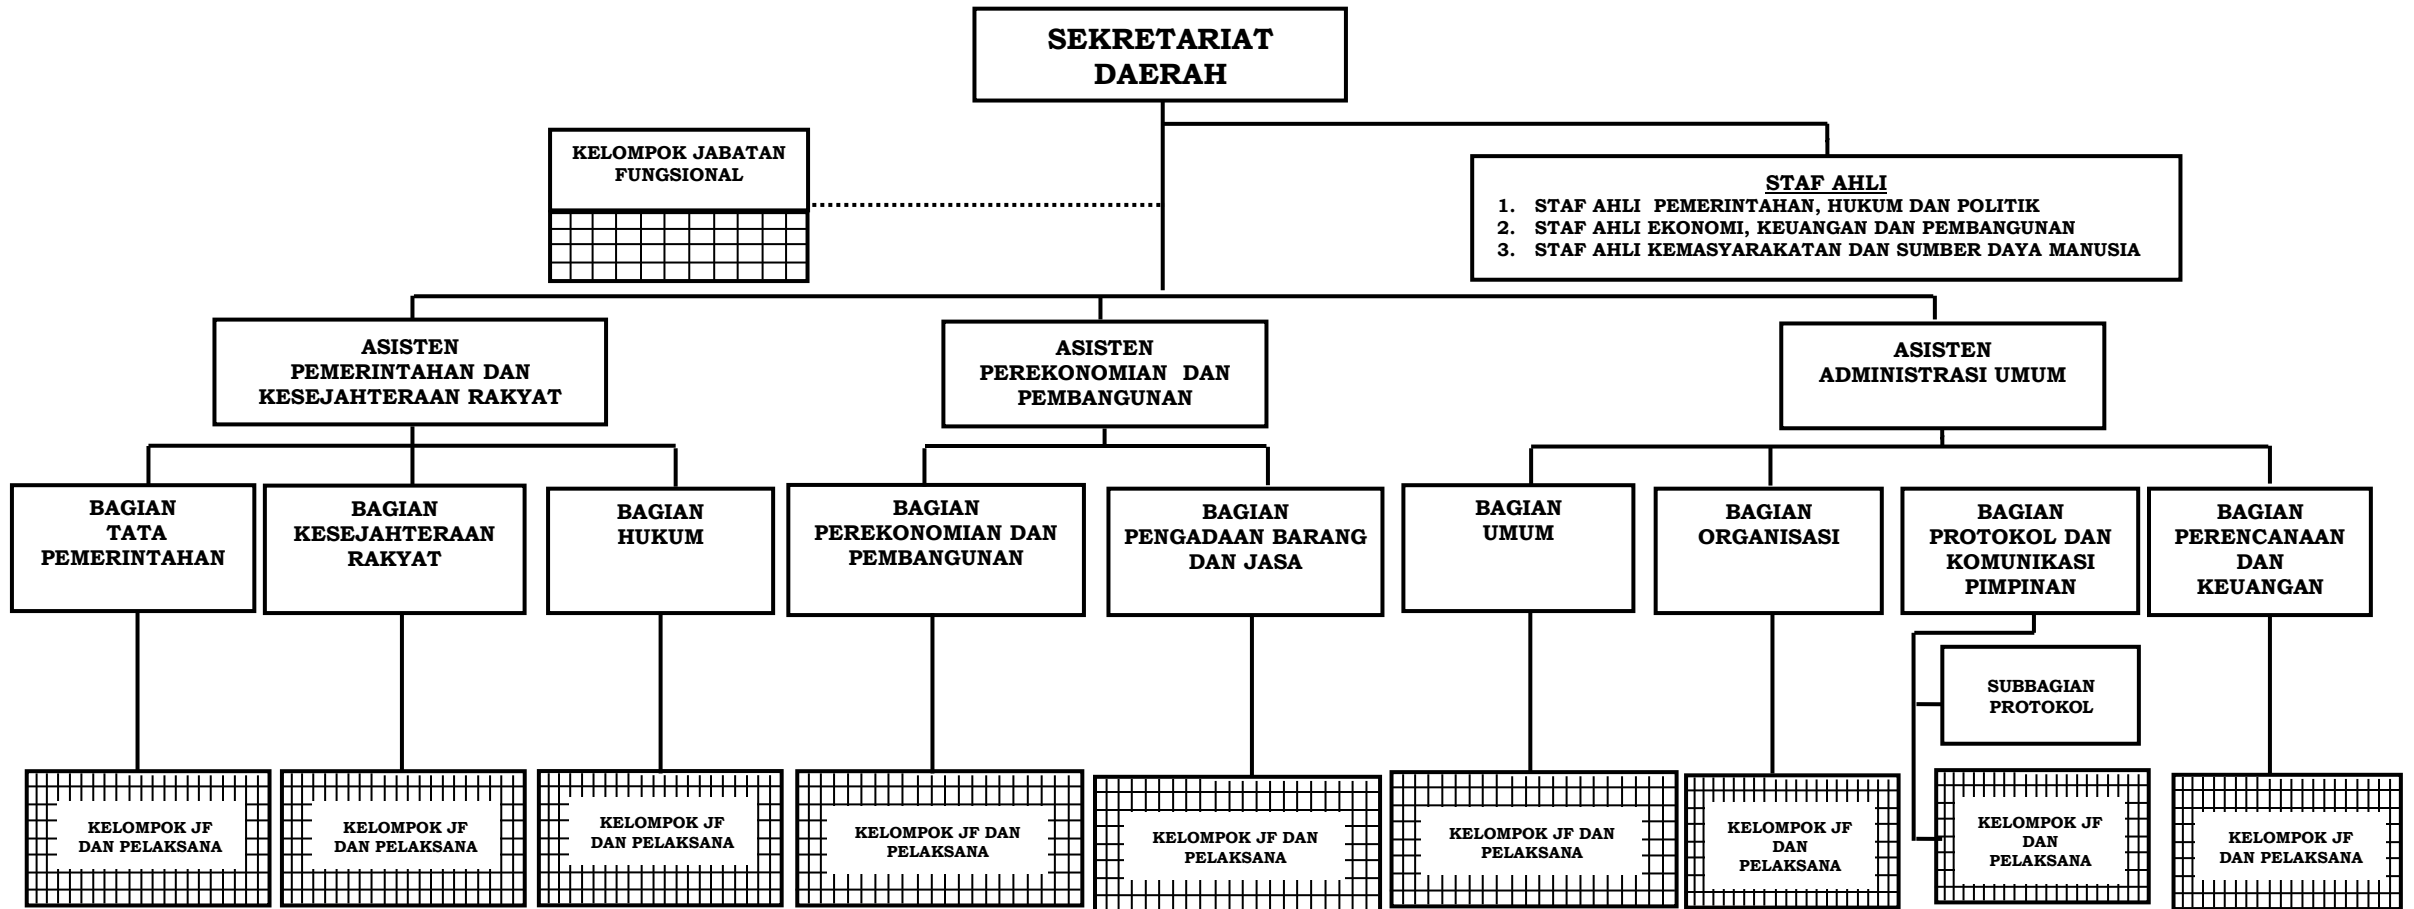 SEKRETARIAT
DAERAH
KELOMPOK JABATAN
FUNGSIONAL
STAF AHLI
1. STAF AHLI PEMERINTAHAN, HUKUM DAN POLITIK
2. STAF AHLI EKONOMI, KEUANGAN DAN PEMBANGUNAN
3. STAF AHLI KEMASYARAKATAN DAN SUMBER DAYA MANUSIA
ASISTEN
PEMERINTAHAN DAN
KESEJAHTERAAN RAKYAT
ASISTEN
PEREKONOMIAN DAN
PEMBANGUNAN
ASISTEN
ADMINISTRASI UMUM
BAGIAN
TATA
PEMERINTAHAN
BAGIAN
KESEJAHTERAAN
RAKYAT
BAGIAN
HUKUM
BAGIAN
PEREKONOMIAN DAN
PEMBANGUNAN
BAGIAN
PENGADAAN BARANG
DAN JASA
BAGIAN
UMUM
BAGIAN
ORGANISASI
BAGIAN
PROTOKOL DAN
KOMUNIKASI
PIMPINAN
BAGIAN
PERENCANAAN
DAN
KEUANGAN
SUBBAGIAN
PROTOKOL
KELOMPOK JF
DAN PELAKSANA
KELOMPOK JF
DAN PELAKSANA
KELOMPOK JF
DAN PELAKSANA
KELOMPOK JF DAN
PELAKSANA
KELOMPOK JF DAN
PELAKSANA
KELOMPOK JF DAN
PELAKSANA
KELOMPOK JF
DAN
PELAKSANA
KELOMPOK JF
DAN
PELAKSANA
KELOMPOK JF
DAN PELAKSANA